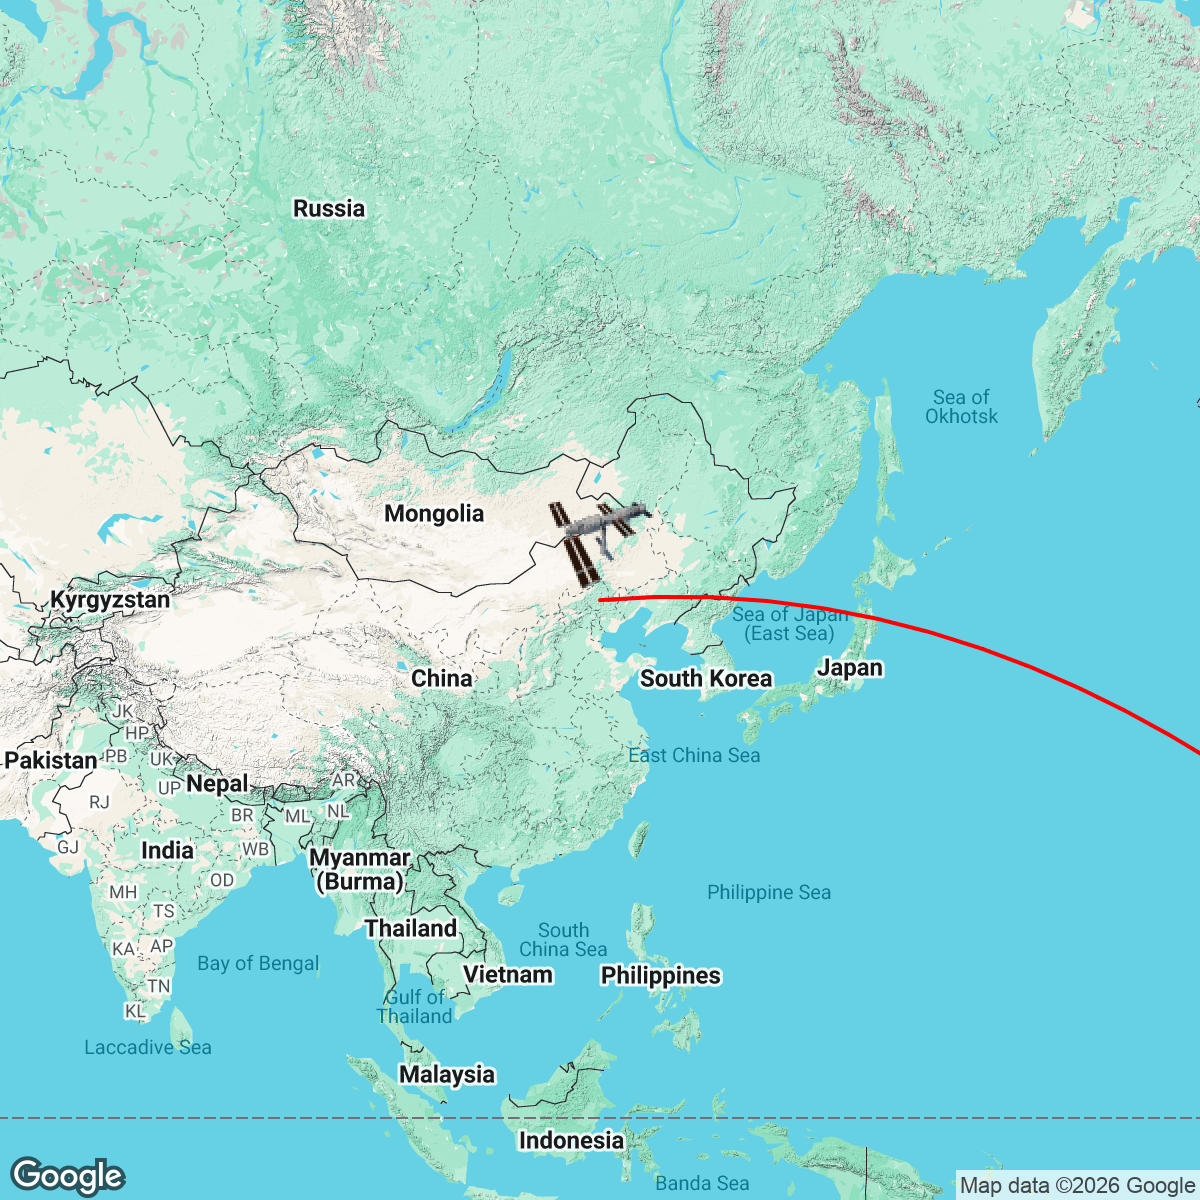 Russia
Sea of
Okhotsk
Mongolia
Kyrgyzstan
Sea of Japan
(East Sea)
Japan
China
South Korea
JK
HP
Pakistan
PB
UK
East China Sea
Nepal
AR
UP
RJ
BR
ML
NL
GJ
India
WB
Myanmar
(Burma)
OD
MH
Philippine Sea
TS
Thailand
South
China Sea
KA
AP
Bay of Bengal
Vietnam
Philippines
TN
Gulf of
Thailand
KL
Laccadive Sea
Malaysia
Indonesia
Banda Sea
Google
Map data ©2026 Google